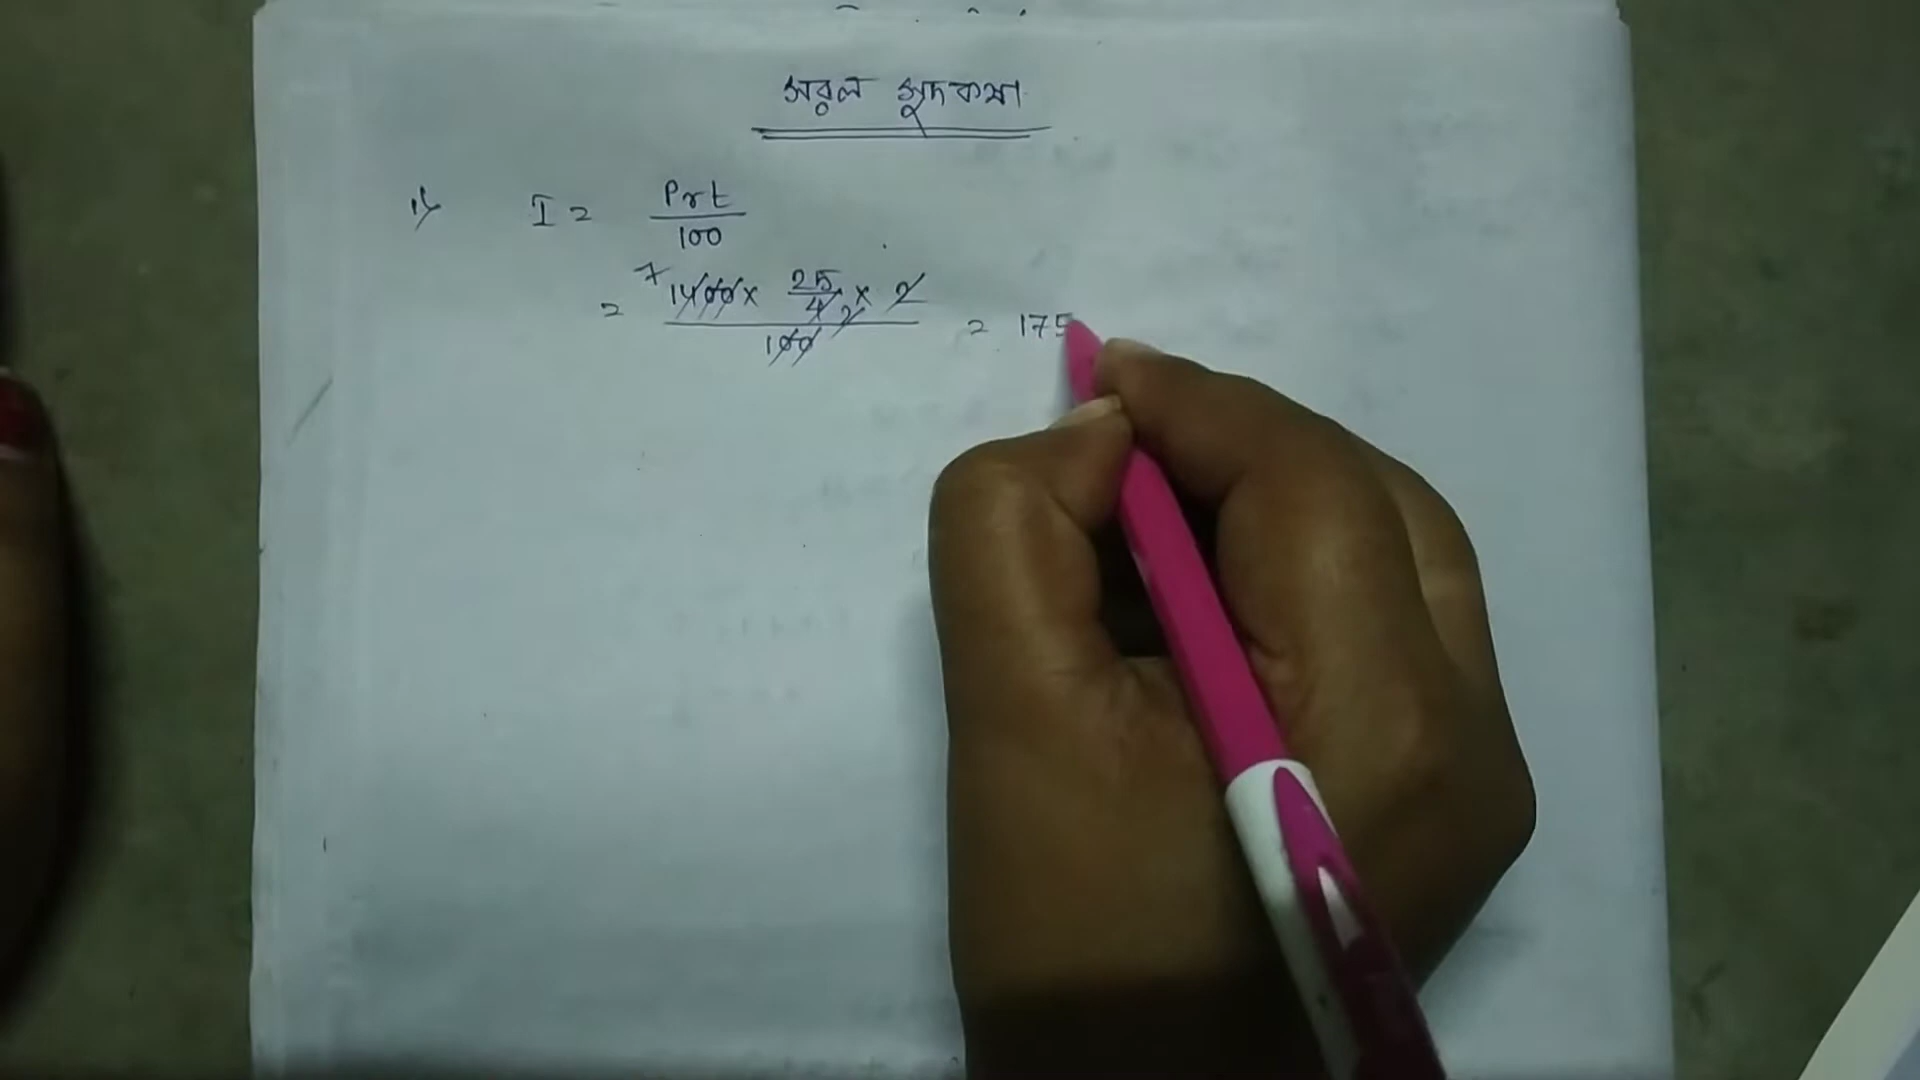 সরল সুদকষা
1) I = Prt / 100
= 7 1400 x 25/4 2 x 2 / 100 = 175